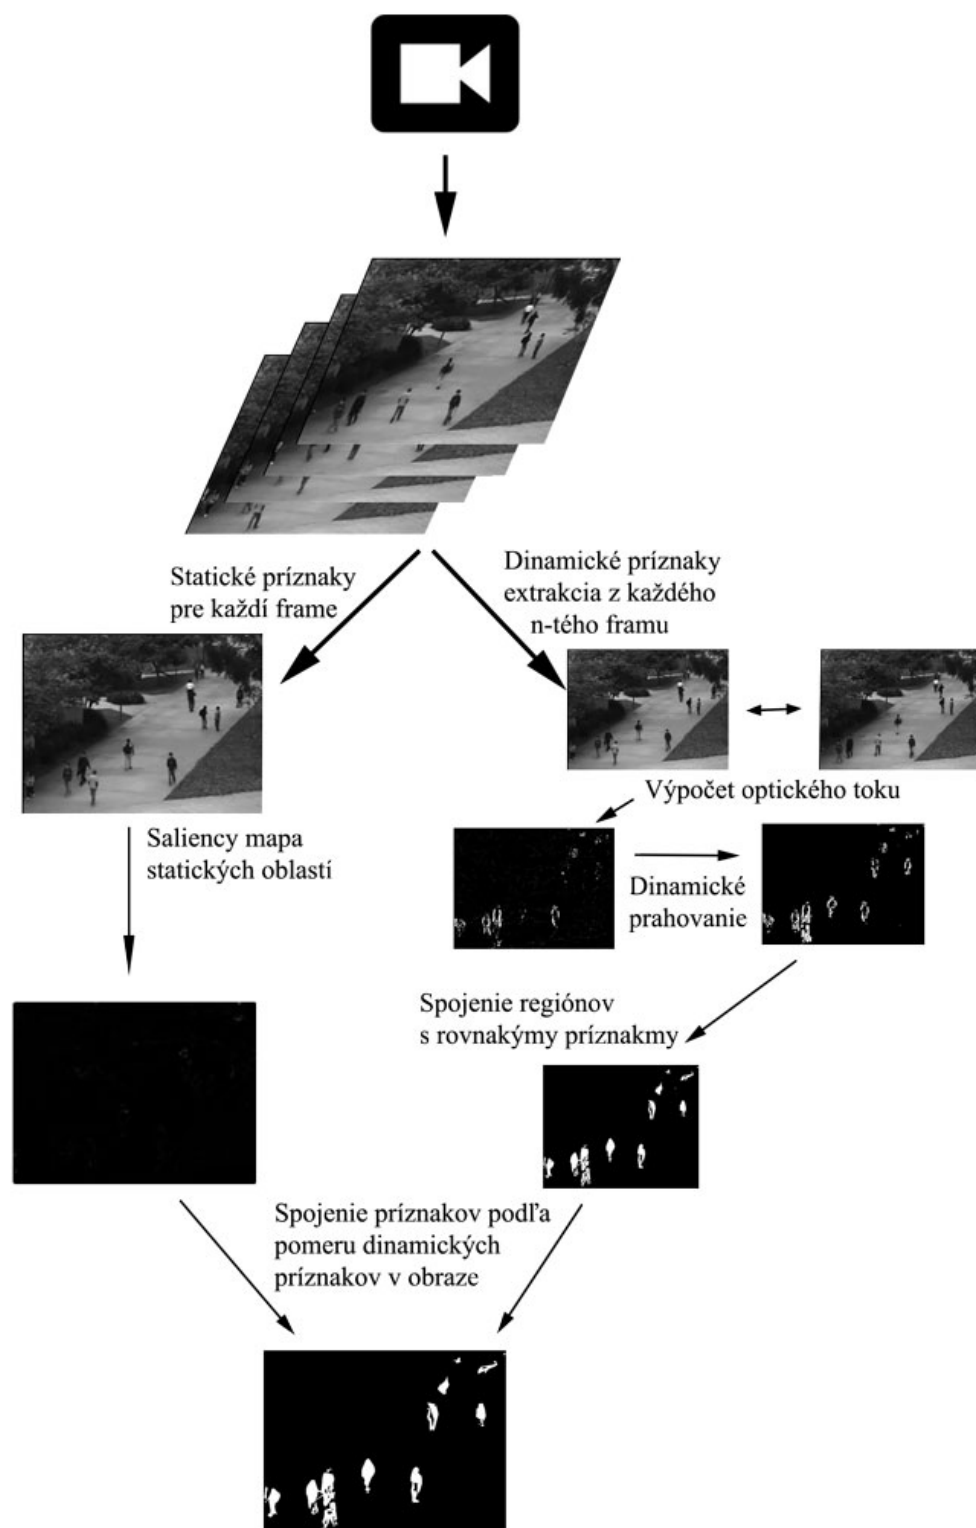 Statické príznaky
pre každí frame
Dinamické príznaky
extrakcia z každého
n-tého framu
Výpočet optického toku
Saliency mapa
statických oblastí
Dinamické
prahovanie
Spojenie regiónov
s rovnakýmy príznakmy
Spojenie príznakov podľa
pomeru dinamických
príznakov v obraze